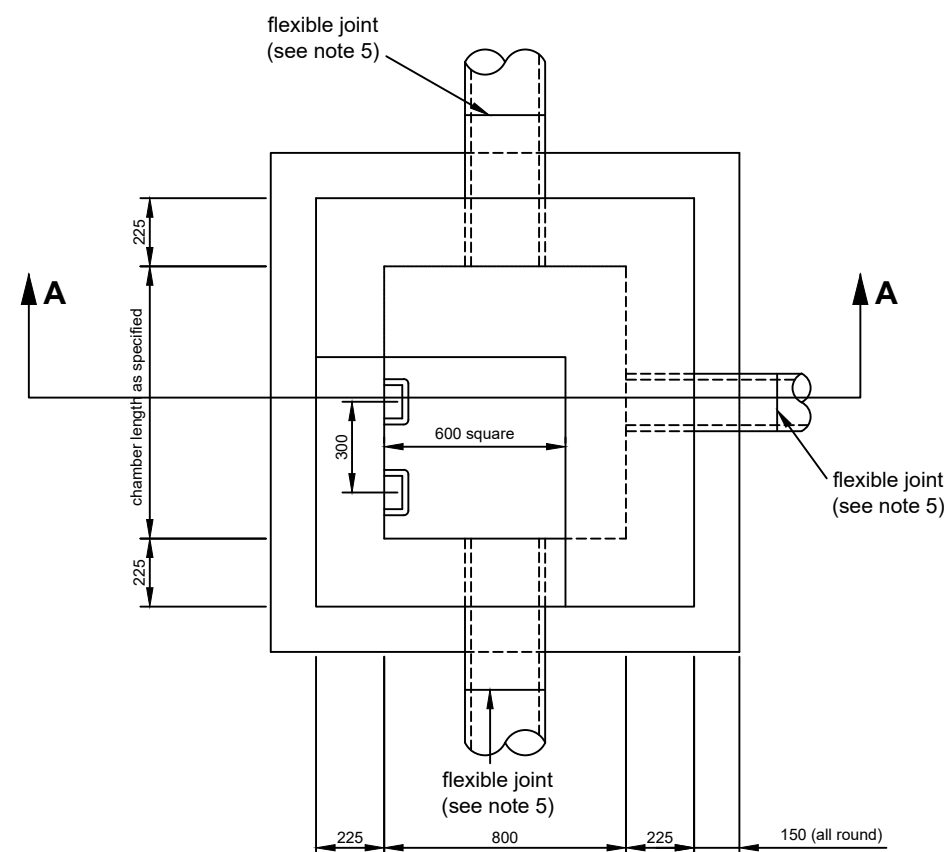 flexible joint
(see note 5)
225
A
A
chamber length as specified
300
600 square
flexible joint
(see note 5)
225
flexible joint
(see note 5)
225
800
225
150 (all round)